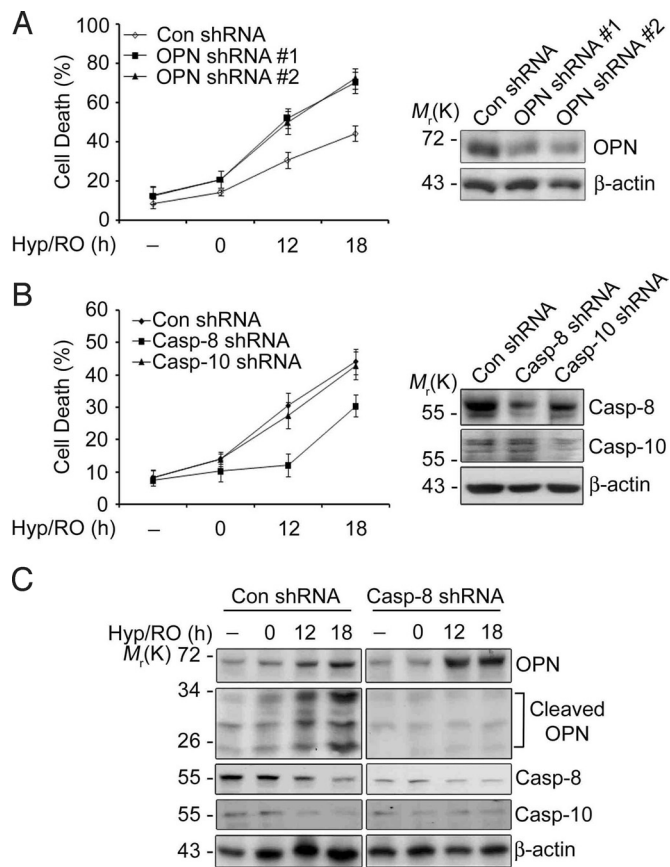 A
Cell Death (%)
100
80
60
40
20
0
Con shRNA
OPN shRNA #1
OPN shRNA #2
Hyp/RO (h)
– 0 12 18
Con shRNA
OPN shRNA #1
OPN shRNA #2
Mr(K)
72 - OPN
43 - β-actin
B
Cell Death (%)
60
50
40
30
20
10
0
Con shRNA
Casp-8 shRNA
Casp-10 shRNA
Hyp/RO (h)
– 0 12 18
Con shRNA
Casp-8 shRNA
Casp-10 shRNA
Mr(K)
55 - Casp-8
55 - Casp-10
43 - β-actin
C
Con shRNA Casp-8 shRNA
Hyp/RO (h) – 0 12 18 – 0 12 18
Mr(K)
72 - OPN
34 -
Cleaved
OPN
26 -
55 - Casp-8
55 - Casp-10
43 - β-actin